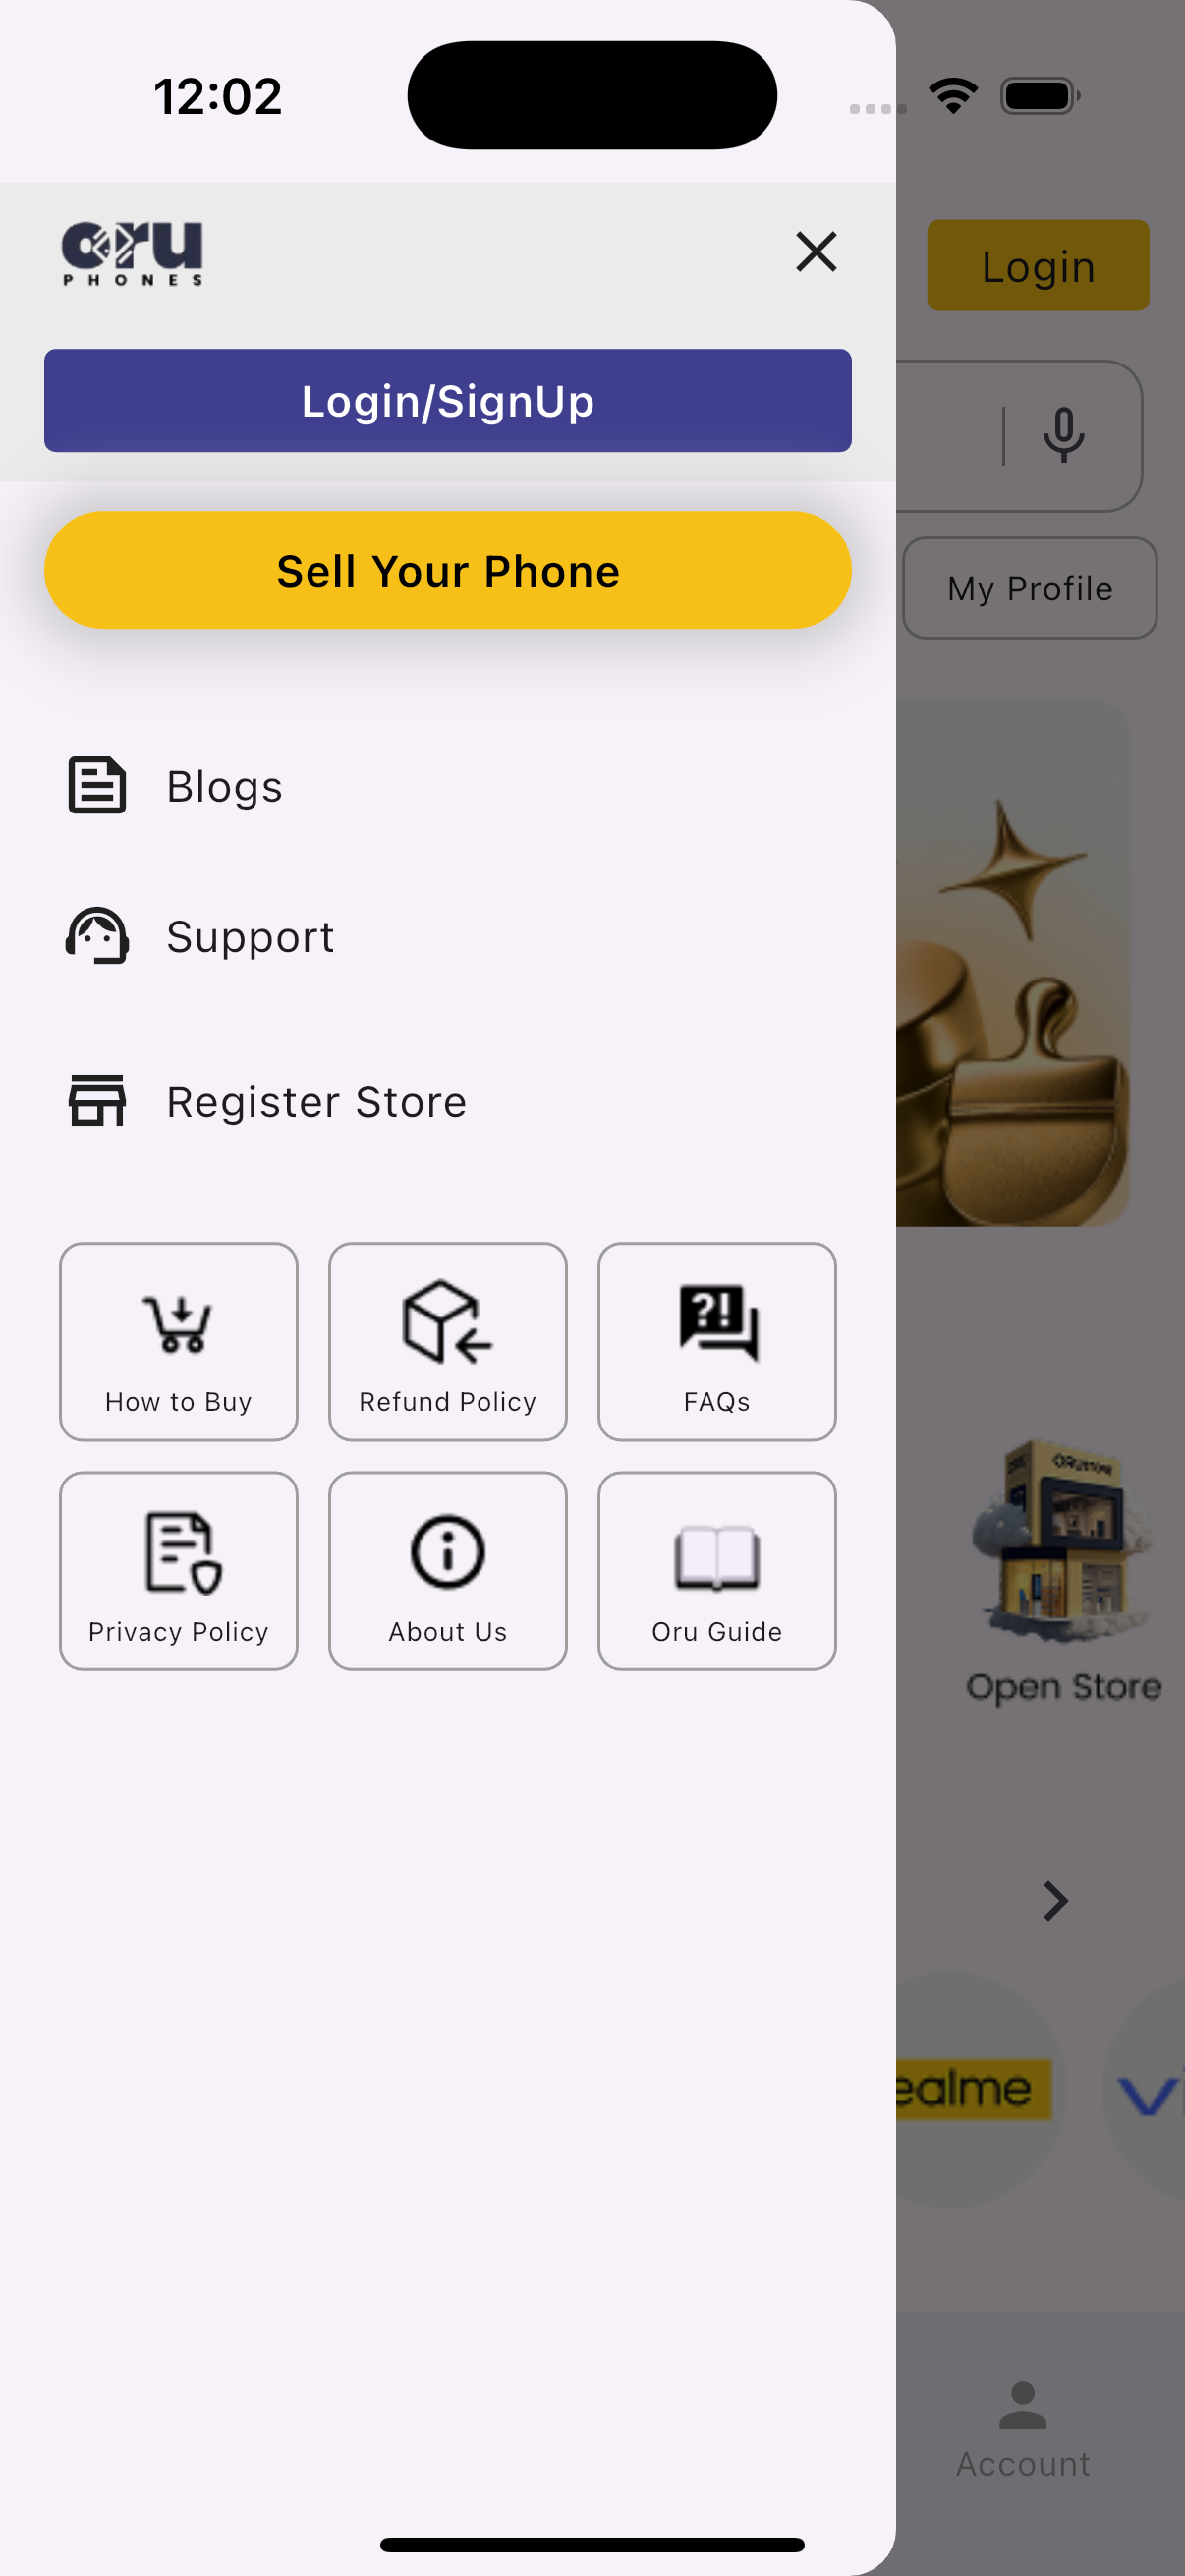 12:02
oru
PHONES
Login
Login/SignUp
Sell Your Phone
My Profile
Blogs
Support
Register Store
How to Buy
Refund Policy
FAQs
Privacy Policy
About Us
Oru Guide
Open Store
ealme
vi
Account